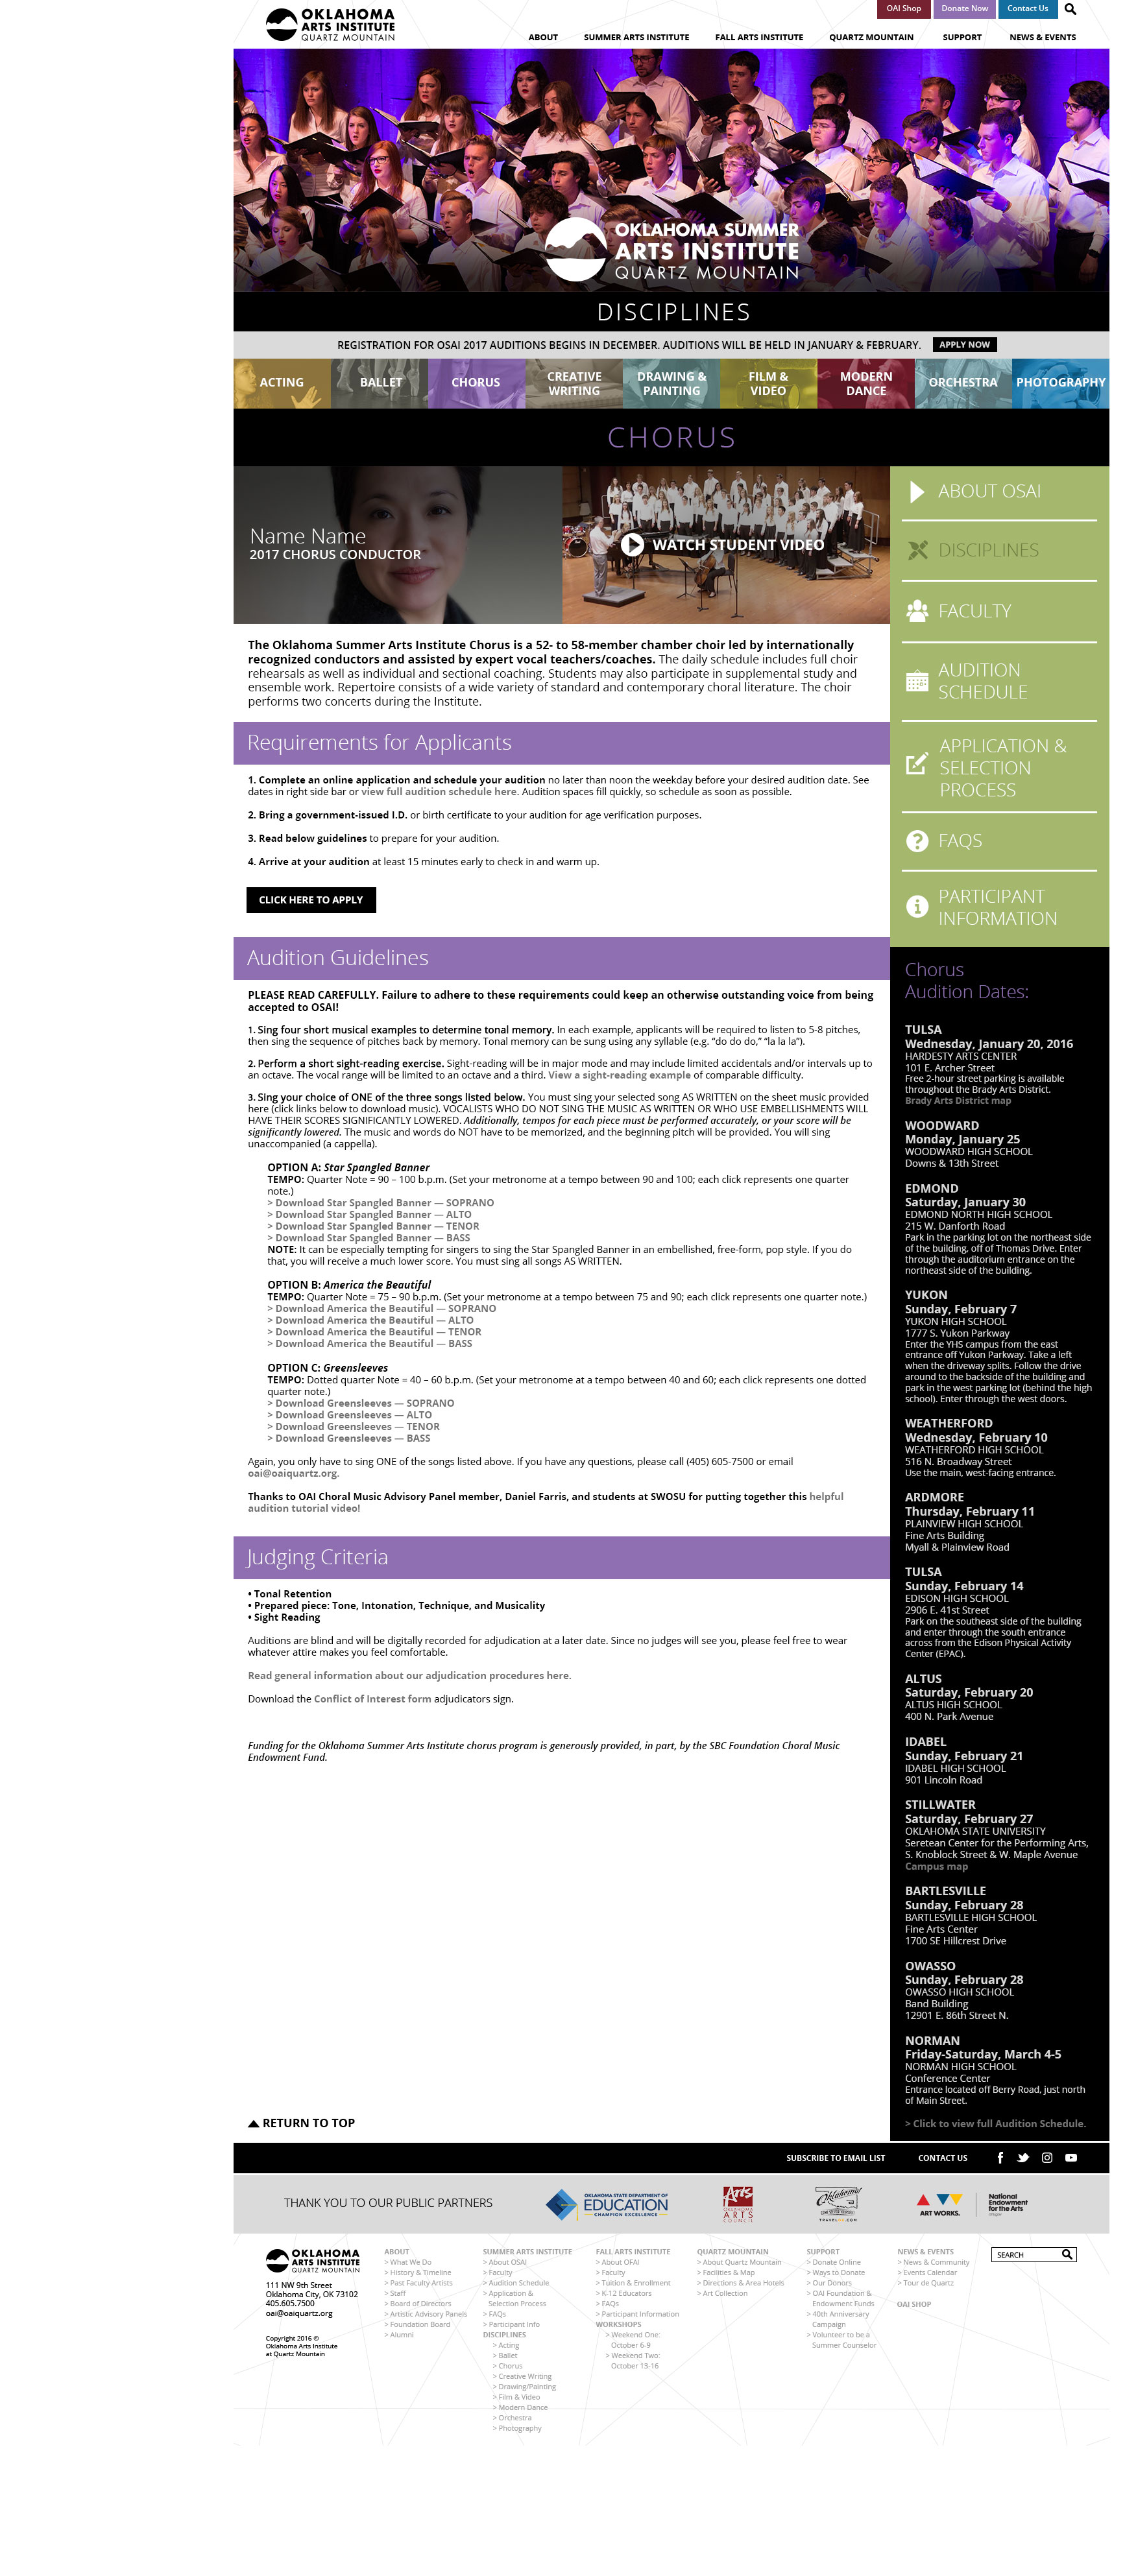 OKLAHOMA
ARTS INSTITUTE
QUARTZ MOUNTAIN
OAI Shop
Donate Now
Contact Us
ABOUT
SUMMER ARTS INSTITUTE
FALL ARTS INSTITUTE
QUARTZ MOUNTAIN
SUPPORT
NEWS & EVENTS
OKLAHOMA SUMMER
ARTS INSTITUTE
QUARTZ MOUNTAIN
DISCIPLINES
REGISTRATION FOR OSAI 2017 AUDITIONS BEGINS IN DECEMBER. AUDITIONS WILL BE HELD IN JANUARY & FEBRUARY.
APPLY NOW
ACTING
BALLET
CHORUS
CREATIVE
WRITING
DRAWING &
PAINTING
FILM &
VIDEO
MODERN
DANCE
ORCHESTRA
PHOTOGRAPHY
CHORUS
Name Name
2017 CHORUS CONDUCTOR
WATCH STUDENT VIDEO
The Oklahoma Summer Arts Institute Chorus is a 52- to 58-member chamber choir led by internationally
recognized conductors and assisted by expert vocal teachers/coaches. The daily schedule includes full choir
rehearsals as well as individual and sectional coaching. Students may also participate in supplemental study and
ensemble work. Repertoire consists of a wide variety of standard and contemporary choral literature. The choir
performs two concerts during the Institute.
Requirements for Applicants
1. Complete an online application and schedule your audition no later than noon the weekday before your desired audition date. See
dates in right side bar or view full audition schedule here. Audition spaces fill quickly, so schedule as soon as possible.
2. Bring a government-issued I.D. or birth certificate to your audition for age verification purposes.
3. Read below guidelines to prepare for your audition.
4. Arrive at your audition at least 15 minutes early to check in and warm up.
CLICK HERE TO APPLY
Audition Guidelines
PLEASE READ CAREFULLY. Failure to adhere to these requirements could keep an otherwise outstanding voice from being
accepted to OSAI!
1. Sing four short musical examples to determine tonal memory. In each example, applicants will be required to listen to 5-8 pitches,
then sing the sequence of pitches back by memory. Tonal memory can be sung using any syllable (e.g. “do do do,” “la la la”).
2. Perform a short sight-reading exercise. Sight-reading will be in major mode and may include limited accidentals and/or intervals up to
an octave. The vocal range will be limited to an octave and a third. View a sight-reading example of comparable difficulty.
3. Sing your choice of ONE of the three songs listed below. You must sing your selected song AS WRITTEN on the sheet music provided
here (click links below to download music). VOCALISTS WHO DO NOT SING THE MUSIC AS WRITTEN OR WHO USE EMBELLISHMENTS WILL
HAVE THEIR SCORES SIGNIFICANTLY LOWERED. Additionally, tempos for each piece must be performed accurately, or your score will be
significantly lowered. The music and words do NOT have to be memorized, and the beginning pitch will be provided. You will sing
unaccompanied (a cappella).
OPTION A: Star Spangled Banner
TEMPO: Quarter Note = 90 – 100 b.p.m. (Set your metronome at a tempo between 90 and 100; each click represents one quarter
note.)
> Download Star Spangled Banner — SOPRANO
> Download Star Spangled Banner — ALTO
> Download Star Spangled Banner — TENOR
> Download Star Spangled Banner — BASS
NOTE: It can be especially tempting for singers to sing the Star Spangled Banner in an embellished, free-form, pop style. If you do
that, you will receive a much lower score. You must sing all songs AS WRITTEN.
OPTION B: America the Beautiful
TEMPO: Quarter Note = 75 – 90 b.p.m. (Set your metronome at a tempo between 75 and 90; each click represents one quarter note.)
> Download America the Beautiful — SOPRANO
> Download America the Beautiful — ALTO
> Download America the Beautiful — TENOR
> Download America the Beautiful — BASS
OPTION C: Greensleeves
TEMPO: Dotted quarter Note = 40 – 60 b.p.m. (Set your metronome at a tempo between 40 and 60; each click represents one dotted
quarter note.)
> Download Greensleeves — SOPRANO
> Download Greensleeves — ALTO
> Download Greensleeves — TENOR
> Download Greensleeves — BASS
Again, you only have to sing ONE of the songs listed above. If you have any questions, please call (405) 605-7500 or email
oai@oaiquartz.org.
Thanks to OAI Choral Music Advisory Panel member, Daniel Farris, and students at SWOSU for putting together this helpful
audition tutorial video!
Judging Criteria
• Tonal Retention
• Prepared piece: Tone, Intonation, Technique, and Musicality
• Sight Reading
Auditions are blind and will be digitally recorded for adjudication at a later date. Since no judges will see you, please feel free to wear
whatever attire makes you feel comfortable.
Read general information about our adjudication procedures here.
Download the Conflict of Interest form adjudicators sign.
Funding for the Oklahoma Summer Arts Institute chorus program is generously provided, in part, by the SBC Foundation Choral Music
Endowment Fund.
RETURN TO TOP
ABOUT OSAI
DISCIPLINES
FACULTY
AUDITION
SCHEDULE
APPLICATION &
SELECTION
PROCESS
FAQS
PARTICIPANT
INFORMATION
Chorus
Audition Dates:
TULSA
Wednesday, January 20, 2016
HARDESTY ARTS CENTER
101 E. Archer Street
Free 2-hour street parking is available
throughout the Brady Arts District.
Brady Arts District map
WOODWARD
Monday, January 25
WOODWARD HIGH SCHOOL
Downs & 13th Street
EDMOND
Saturday, January 30
EDMOND NORTH HIGH SCHOOL
215 W. Danforth Road
Park in the parking lot on the northeast side
of the building, off of Thomas Drive. Enter
through the auditorium entrance on the
northeast side of the building.
YUKON
Sunday, February 7
YUKON HIGH SCHOOL
1777 S. Yukon Parkway
Enter the YHS campus from the east
entrance off Yukon Parkway. Take a left
when the driveway splits. Follow the drive
around to the backside of the building and
park in the west parking lot (behind the high
school). Enter through the west doors.
WEATHERFORD
Wednesday, February 10
WEATHERFORD HIGH SCHOOL
516 N. Broadway Street
Use the main, west-facing entrance.
ARDMORE
Thursday, February 11
PLAINVIEW HIGH SCHOOL
Fine Arts Building
Myall & Plainview Road
TULSA
Sunday, February 14
EDISON HIGH SCHOOL
2906 E. 41st Street
Park on the southeast side of the building
and enter through the south entrance
across from the Edison Physical Activity
Center (EPAC).
ALTUS
Saturday, February 20
ALTUS HIGH SCHOOL
400 N. Park Avenue
IDABEL
Sunday, February 21
IDABEL HIGH SCHOOL
901 Lincoln Road
STILLWATER
Saturday, February 27
OKLAHOMA STATE UNIVERSITY
Seretean Center for the Performing Arts,
S. Knoblock Street & W. Maple Avenue
Campus map
BARTLESVILLE
Sunday, February 28
BARTLESVILLE HIGH SCHOOL
Fine Arts Center
1700 SE Hillcrest Drive
OWASSO
Sunday, February 28
OWASSO HIGH SCHOOL
Band Building
12901 E. 86th Street N.
NORMAN
Friday-Saturday, March 4-5
NORMAN HIGH SCHOOL
Conference Center
Entrance located off Berry Road, just north
of Main Street.
> Click to view full Audition Schedule.
SUBSCRIBE TO EMAIL LIST
CONTACT US
THANK YOU TO OUR PUBLIC PARTNERS
OKLAHOMA STATE DEPARTMENT OF
EDUCATION
CHAMPION EXCELLENCE
Arts
OKLAHOMA
ARTS
COUNCIL
Oklahoma
TRAVELOK.COM
ART WORKS.
National
Endowment
for the Arts
arts.gov
OKLAHOMA
ARTS INSTITUTE
QUARTZ MOUNTAIN
111 NW 9th Street
Oklahoma City, OK 73102
405.605.7500
oai@oaiquartz.org
Copyright 2016 ©
Oklahoma Arts Institute
at Quartz Mountain
ABOUT
> What We Do
> History & Timeline
> Past Faculty Artists
> Staff
> Board of Directors
> Artistic Advisory Panels
> Foundation Board
> Alumni
SUMMER ARTS INSTITUTE
> About OSAI
> Faculty
> Audition Schedule
> Application &
Selection Process
> FAQs
> Participant Info
DISCIPLINES
> Acting
> Ballet
> Chorus
> Creative Writing
> Drawing/Painting
> Film & Video
> Modern Dance
> Orchestra
> Photography
FALL ARTS INSTITUTE
> About OFAI
> Faculty
> Tuition & Enrollment
> K-12 Educators
> FAQs
> Participant Information
WORKSHOPS
> Weekend One:
October 6-9
> Weekend Two:
October 13-16
QUARTZ MOUNTAIN
> About Quartz Mountain
> Facilities & Map
> Directions & Area Hotels
> Art Collection
SUPPORT
> Donate Online
> Ways to Donate
> Our Donors
> OAI Foundation &
Endowment Funds
> 40th Anniversary
Campaign
> Volunteer to be a
Summer Counselor
NEWS & EVENTS
> News & Community
> Events Calendar
> Tour de Quartz
OAI SHOP
SEARCH